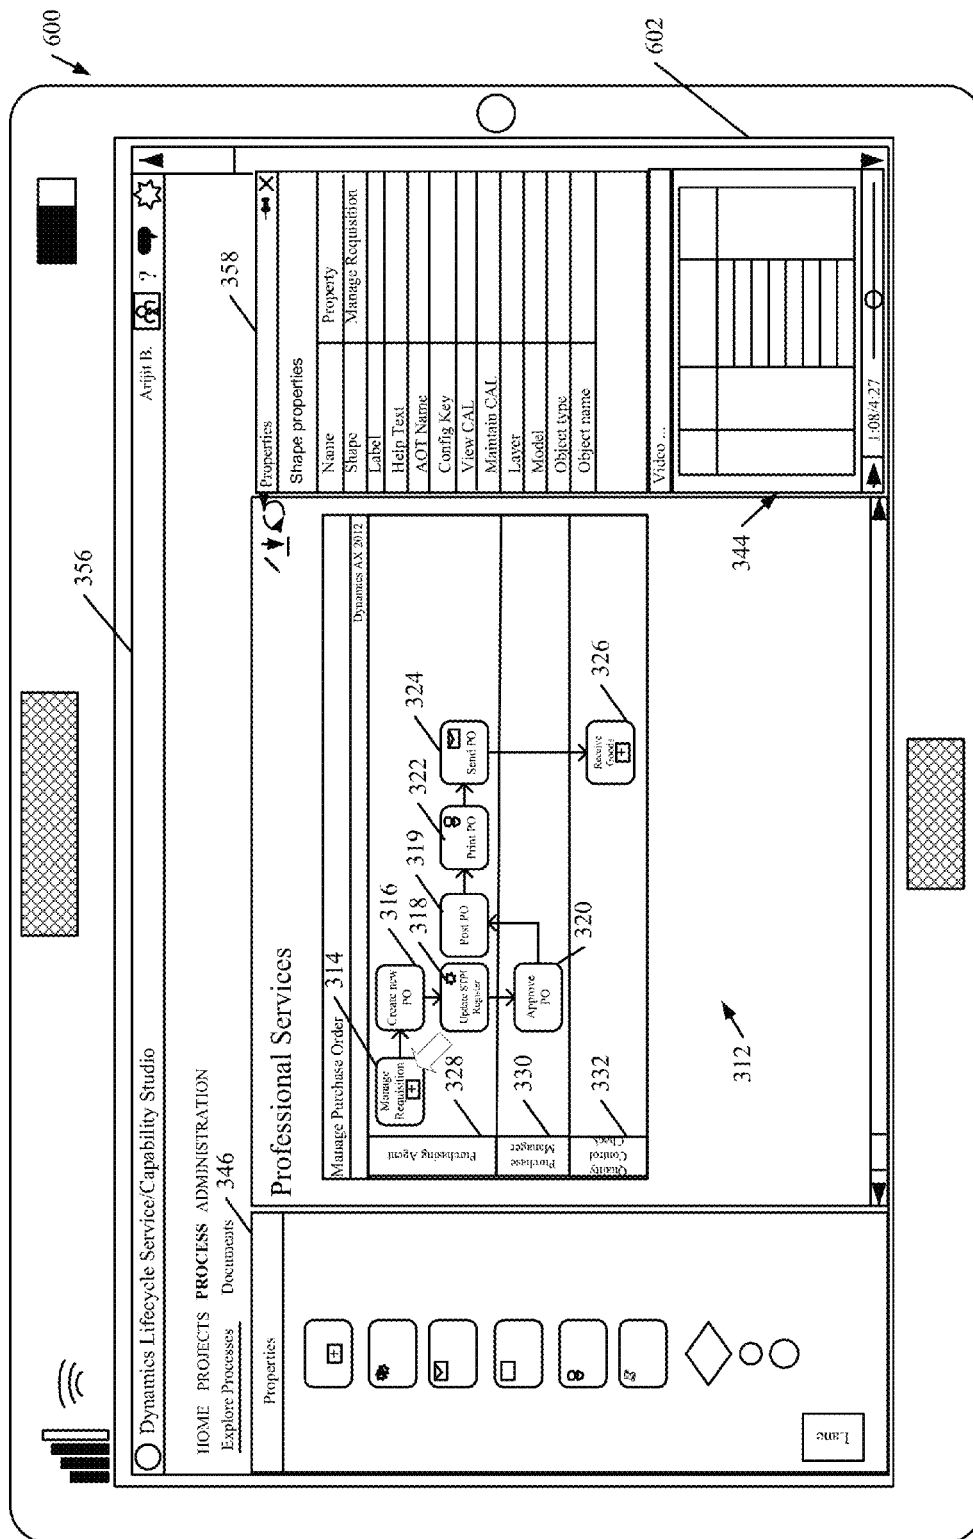 600
602
356
Dynamics Lifecycle Service/Capability Studio
Arijit B.
?
HOME PROJECTS PROCESS ADMINISTRATION
Explore Processes Documents
346
358
Properties
Lane
Professional Services
Manage Purchase Order
314
Dynamics AX 2012
Purchasing Agent
Purchase
Manager
Quality
Control
Check
Manage
Requisition
Create new
PO
316
318
Update STPI
Register
319
Post PO
322
Print PO
324
Send PO
Approve
PO
320
Receive
Goods
326
328
330
332
312
Properties
Shape properties
Name Property
Shape Manage Requisition
Label
Help Text
AOT Name
Config Key
View CAL
Maintain CAL
Layer
Model
Object type
Object name
Video ...
1:08/4:27
344